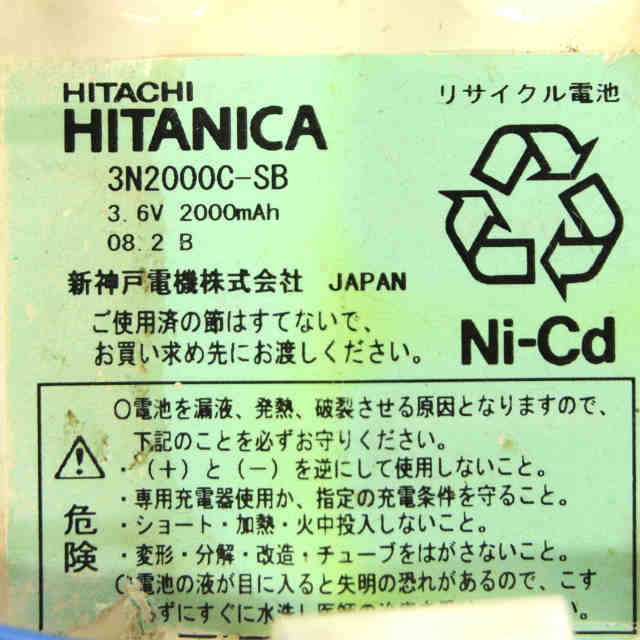 HITACHI
リサイクル電池
HITANICA
3N2000C-SB
3.6V 2000mAh
08.2 B
新神戸電機株式会社 JAPAN
ご使用済の節はすてないで、
お買い求め先にお渡しください。
Ni-Cd
○電池を漏液、発熱、破裂させる原因となりますので、
下記のことを必ずお守りください。
・（＋）と（－）を逆にして使用しないこと。
・専用充電器使用か、指定の充電条件を守ること。
・ショート・加熱・火中投入しないこと。
・変形・分解・改造・チューブをはがさないこと。
危険
○電池の液が目に入ると失明の恐れがあるので、こす
らずにすぐに水洗し医師の